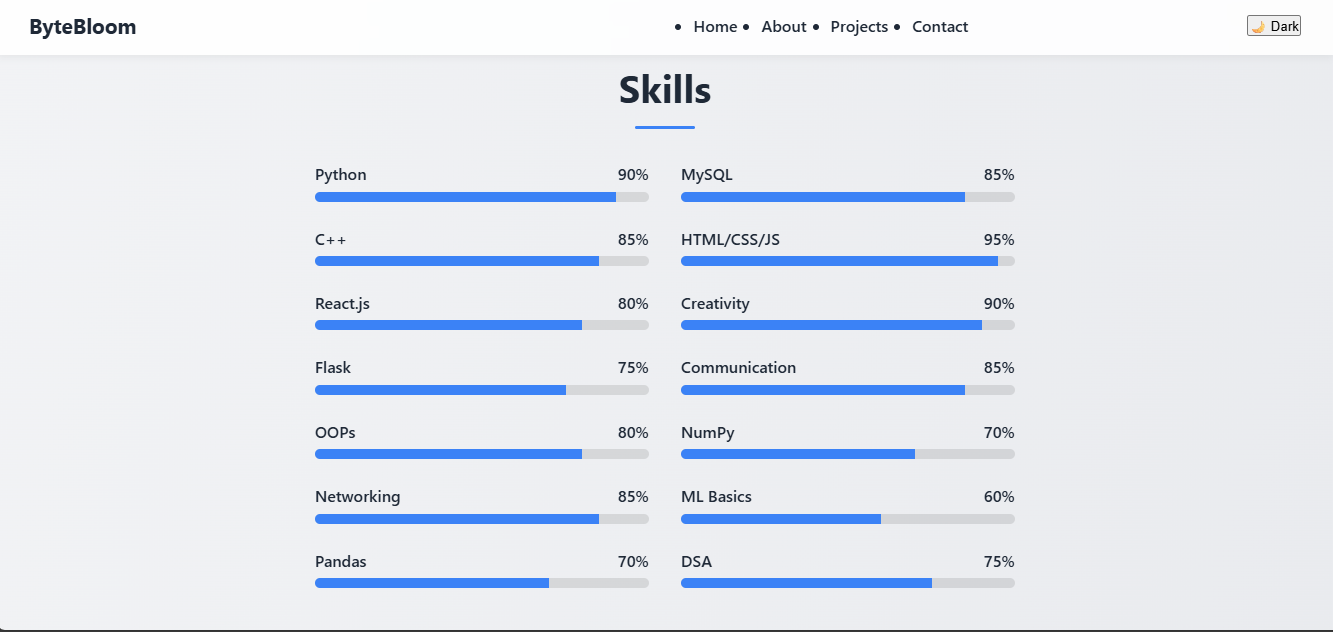 ByteBloom
• Home • About • Projects • Contact
🌙 Dark
Skills
Python 90% MySQL 85%
C++ 85% HTML/CSS/JS 95%
React.js 80% Creativity 90%
Flask 75% Communication 85%
OOPs 80% NumPy 70%
Networking 85% ML Basics 60%
Pandas 70% DSA 75%